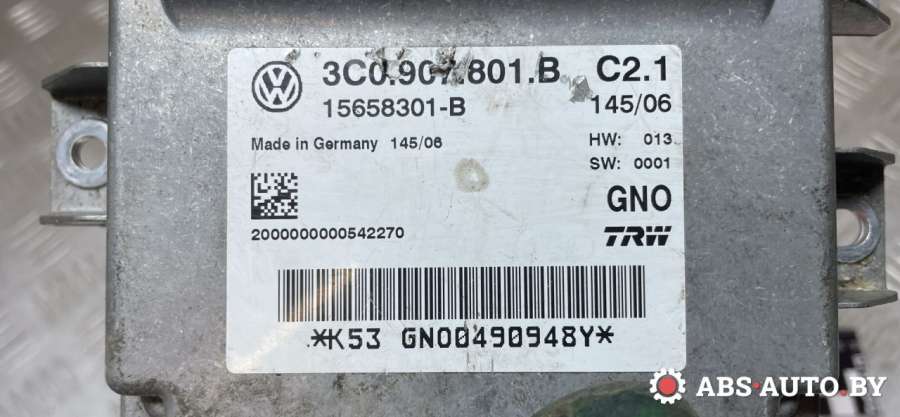 3C0.907.801.B C2.1
15658301-B 145/06
Made in Germany 145/06 HW: 013
SW: 0001
GNO
2000000000542270 TRW
*K53 GNO0490948Y*
ABS-AUTO.BY